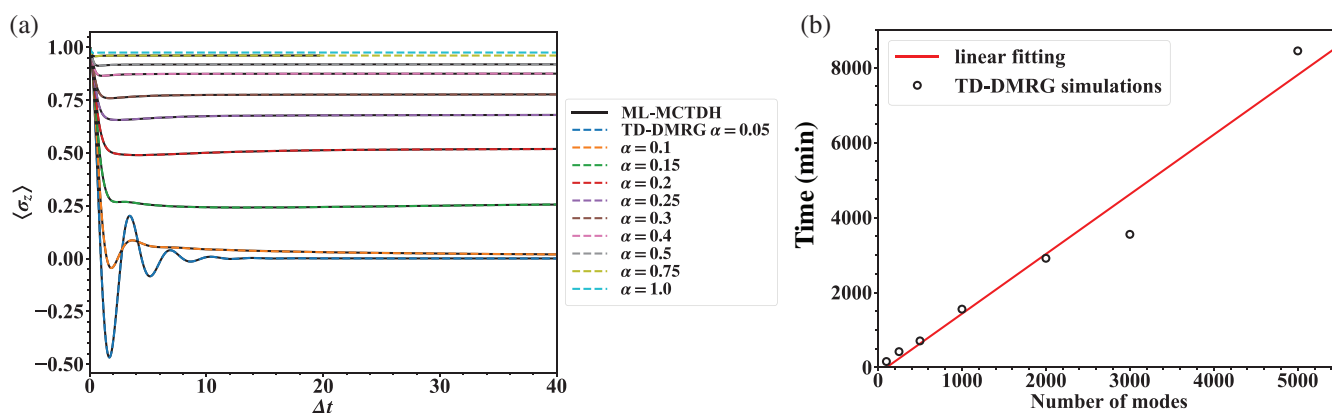 (a)
1.00
0.75
0.50
0.25
0.00
−0.25
−0.50
⟨σz⟩
0
10
20
30
40
Δt
ML-MCTDH
TD-DMRG α = 0.05
α = 0.1
α = 0.15
α = 0.2
α = 0.25
α = 0.3
α = 0.4
α = 0.5
α = 0.75
α = 1.0
(b)
linear fitting
TD-DMRG simulations
8000
6000
4000
2000
0
Time (min)
0
1000
2000
3000
4000
5000
Number of modes